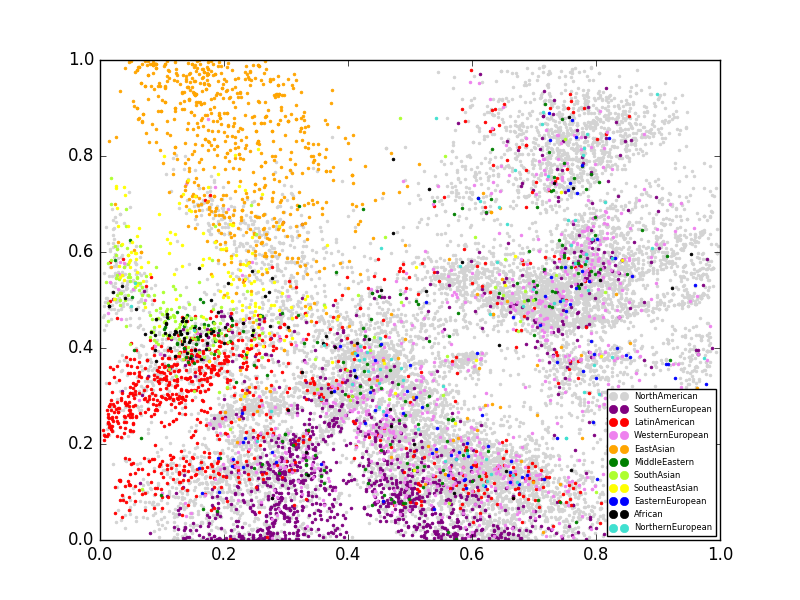 1.0
0.8
0.6
0.4
0.2
0.0
0.0 0.2 0.4 0.6 0.8 1.0
NorthAmerican
SouthernEuropean
LatinAmerican
WesternEuropean
EastAsian
MiddleEastern
SouthAsian
SoutheastAsian
EasternEuropean
African
NorthernEuropean